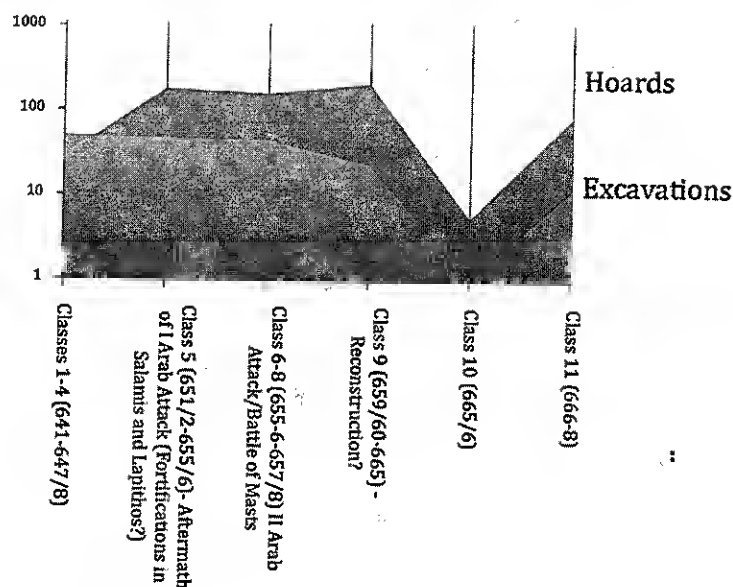 1000
100
10
1
Hoards
Excavations
Classes 1-4 (641-647/8)
Class 5 (651/2-655/6)- Aftermath
of I Arab Attack (Fortifications in
Salamis and Lapithos?)
Class 6-8 (655-6-657/8) II Arab
Attack/Battle of Masts
Class 9 (659/60-665) -
Reconstruction?
Class 10 (665/6)
Class 11 (666-8)